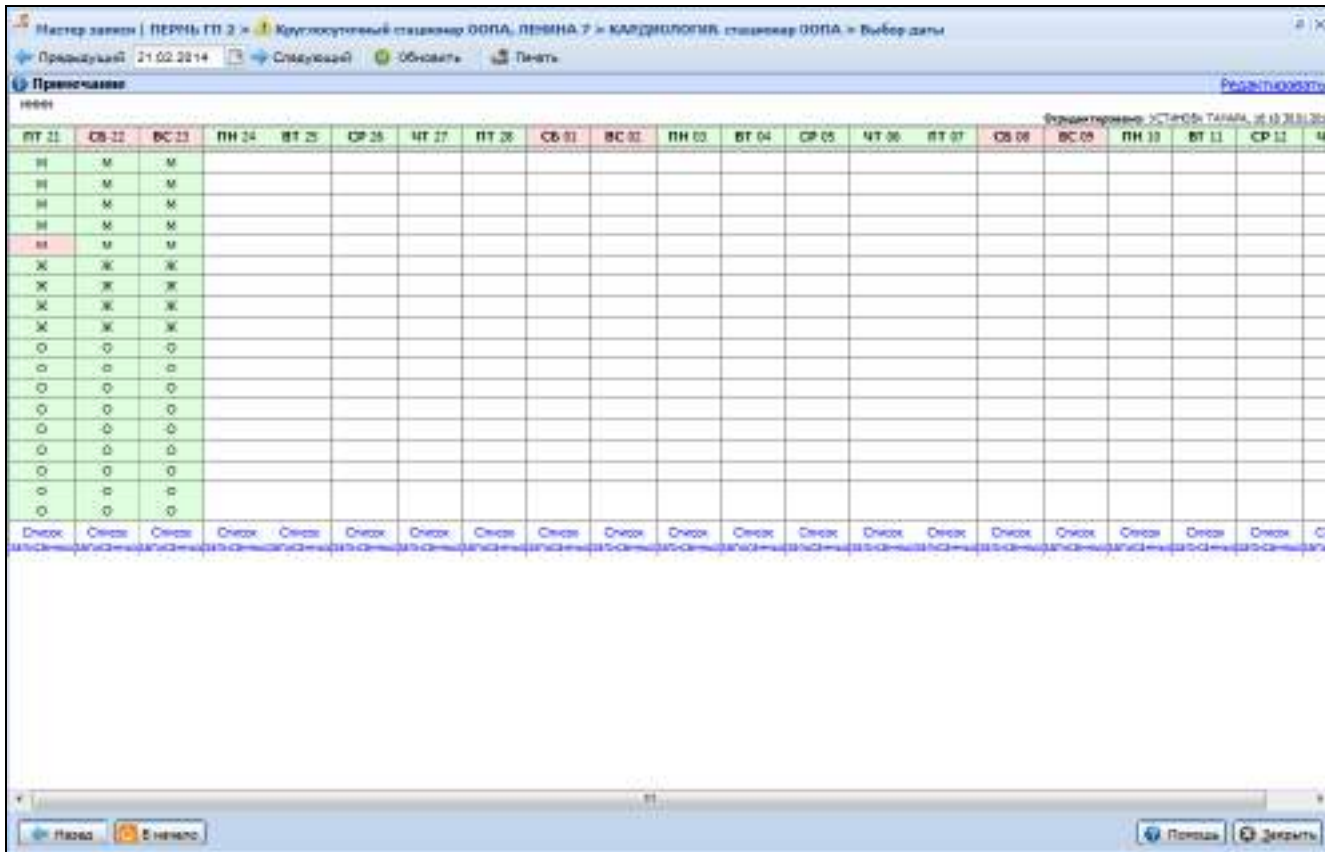 Мастер записи | ПЕРМЬ ГП 2 » Круглосуточный стационар ООПА, ЛЕНИНА 7 » КАРДИОЛОГИЯ. стационар ООПА » Выбор даты
Предыдущий 21.02.2014 Следующий Обновить Печать
Примечание Редактировать
Отредактировано:
ПТ 21 СБ 22 ВС 23 ПН 24 ВТ 25 СР 26 ЧТ 27 ПТ 28 СБ 01 ВС 02 ПН 03 ВТ 04 СР 05 ЧТ 06 ПТ 07 СБ 08 ВС 09 ПН 10 ВТ 11 СР 12
М М М
М М М
М М М
М М М
М М М
Ж Ж Ж
Ж Ж Ж
Ж Ж Ж
Ж Ж Ж
О О О
О О О
О О О
О О О
О О О
О О О
О О О
О О О
О О О
Список Список Список Список Список Список Список Список Список Список Список Список Список Список Список Список Список Список Список Список
Назад В начало Помощь Закрыть